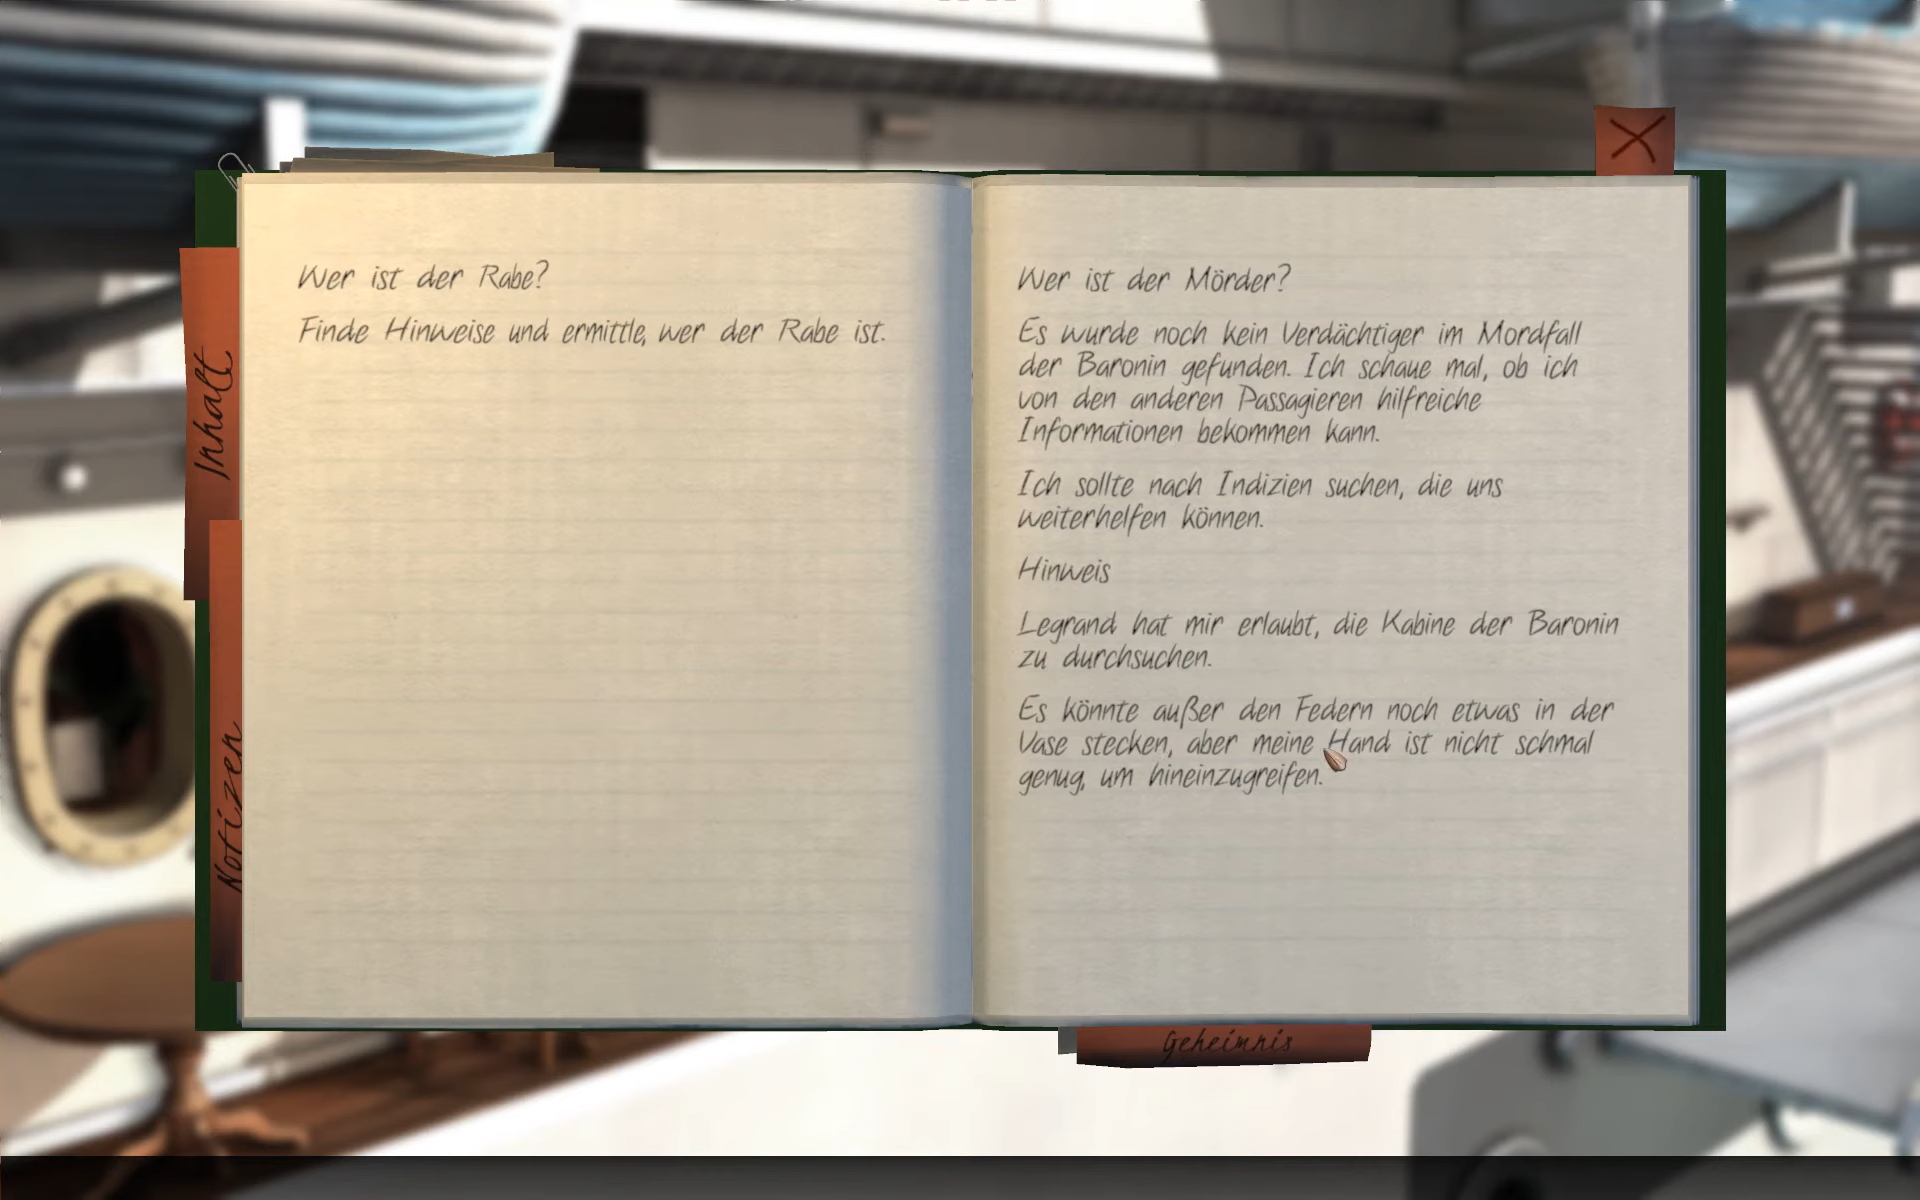 Wer ist der Rabe?
Finde Hinweise und ermittle, wer der Rabe ist.
Wer ist der Mörder?
Es wurde noch kein Verdächtiger im Mordfall
der Baronin gefunden. Ich schaue mal, ob ich
von den anderen Passagieren hilfreiche
Informationen bekommen kann.
Ich sollte nach Indizien suchen, die uns
weiterhelfen können.
Hinweis
Legrand hat mir erlaubt, die Kabine der Baronin
zu durchsuchen.
Es könnte außer den Federn noch etwas in der
Vase stecken, aber meine Hand ist nicht schmal
genug, um hineinzugreifen.
Inhalt
Notizen
Geheimnis